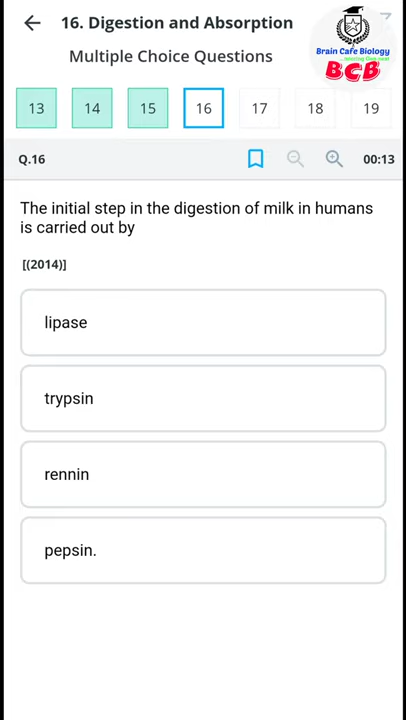 16. Digestion and Absorption
Multiple Choice Questions
Brain Cafe Biology
BCB
13 14 15 16 17 18 19
Q.16 00:13
The initial step in the digestion of milk in humans
is carried out by
[(2014)]
lipase
trypsin
rennin
pepsin.